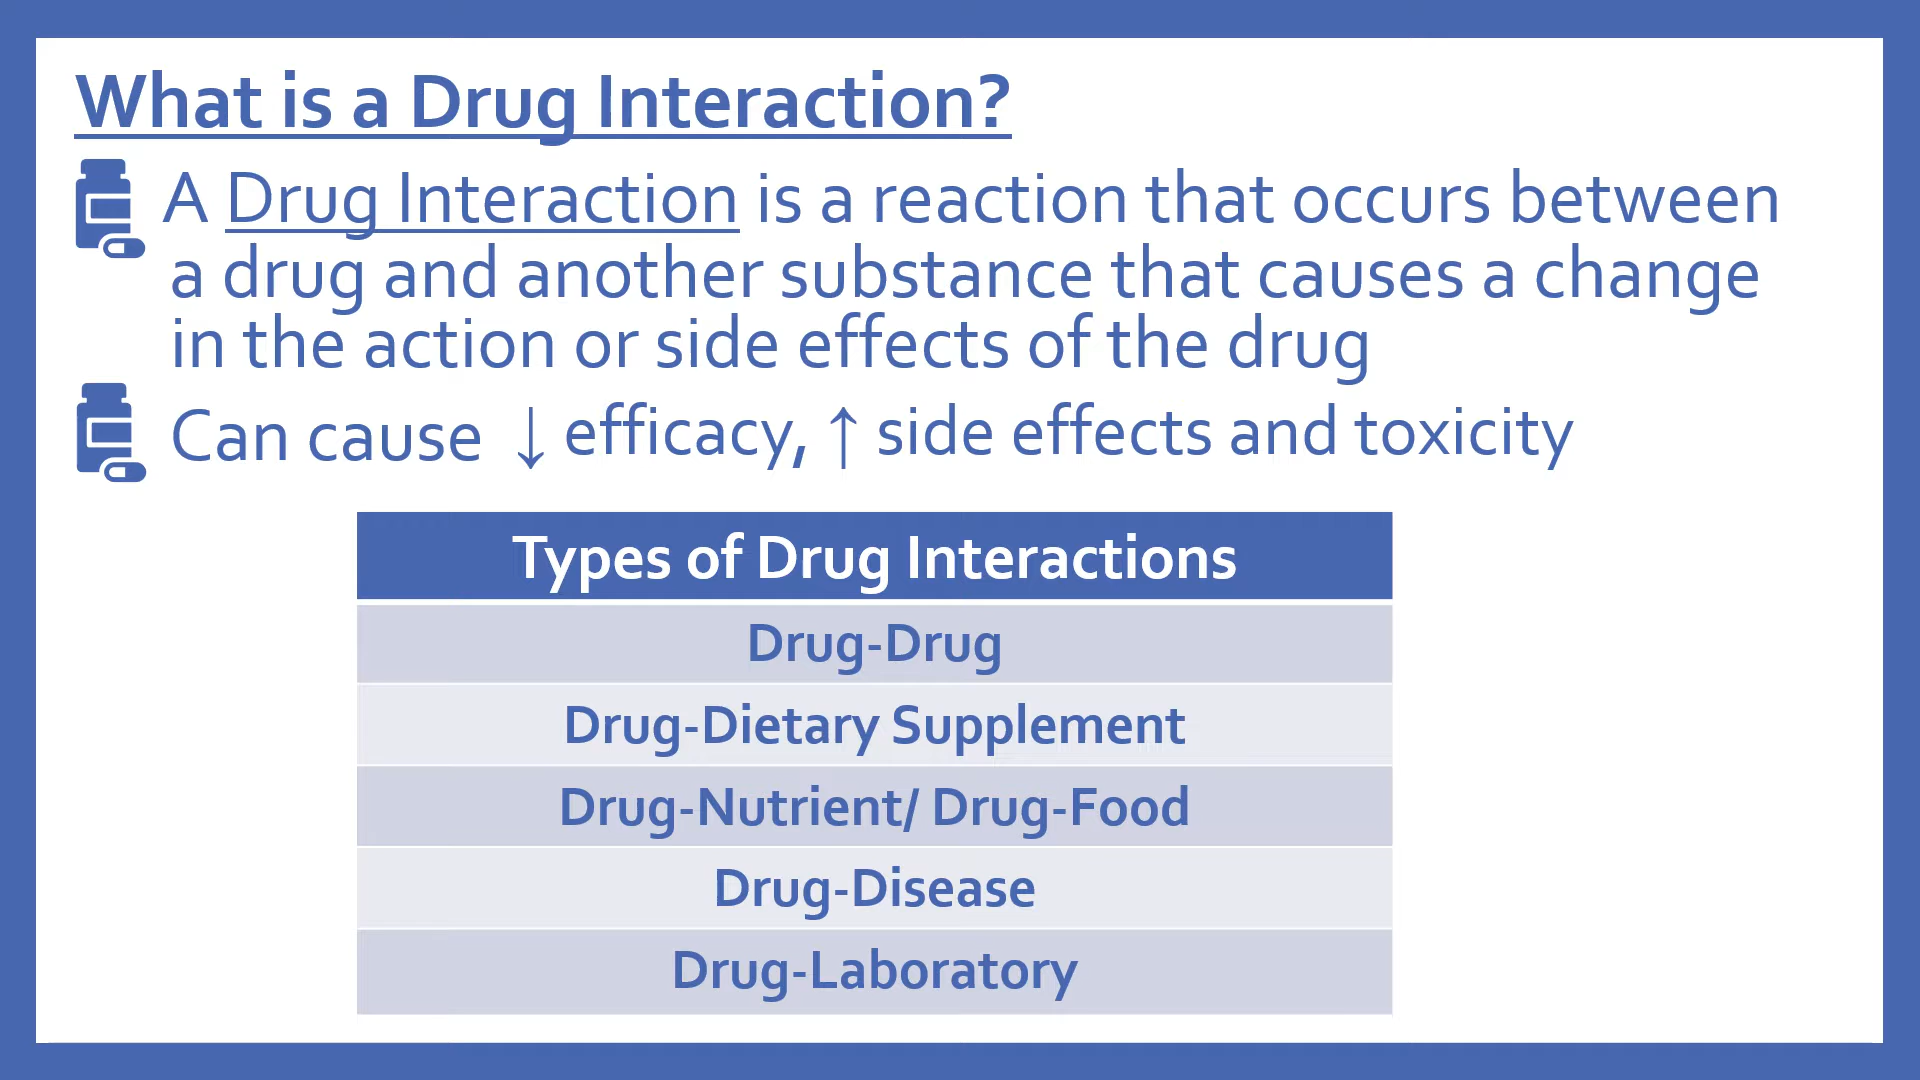 What is a Drug Interaction?
A Drug Interaction is a reaction that occurs between
a drug and another substance that causes a change
in the action or side effects of the drug
Can cause ↓ efficacy, ↑ side effects and toxicity
Types of Drug Interactions
Drug-Drug
Drug-Dietary Supplement
Drug-Nutrient/ Drug-Food
Drug-Disease
Drug-Laboratory